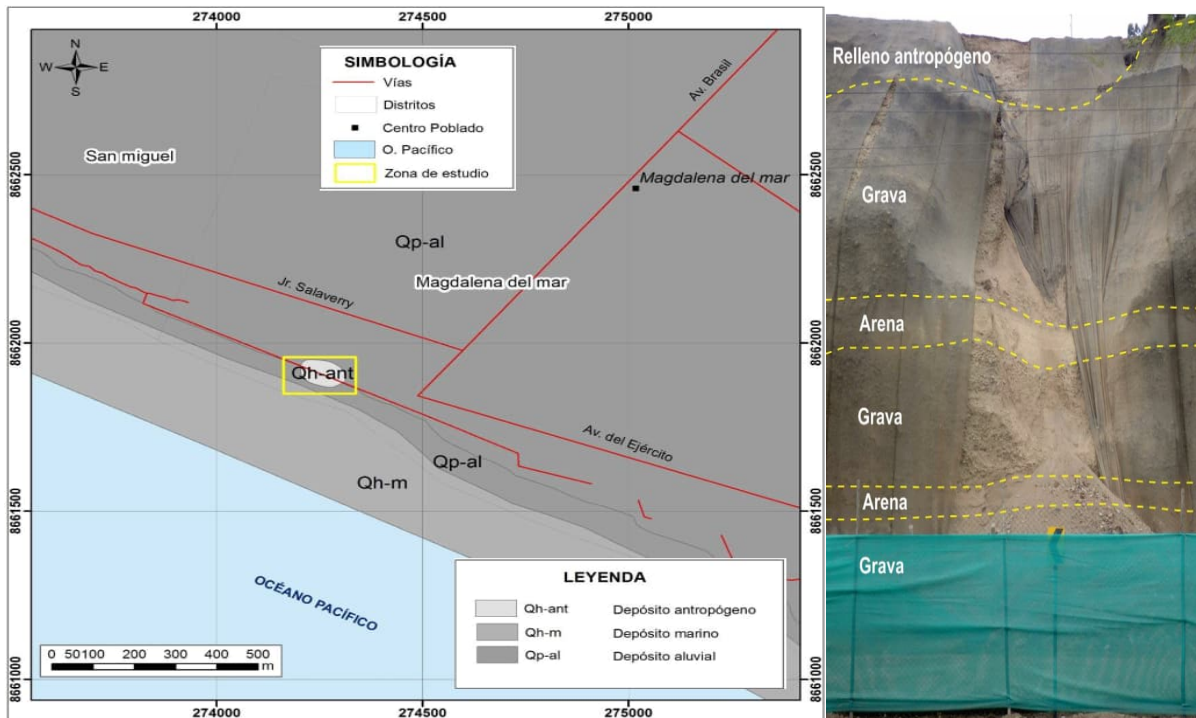 274000 274500 275000
N
W E
S
SIMBOLOGÍA
Vías
Distritos
Centro Poblado
O. Pacífico
Zona de estudio
Av. Brasil
San miguel
8662500
8662500
Magdalena del mar
Qp-al
Magdalena del mar
Jr. Salaverry
8662000
8662000
Qh-ant
Av. del Ejército
Qp-al
Qh-m
8661500
8661500
OCÉANO PACÍFICO
LEYENDA
Qh-ant Depósito antropógeno
Qh-m Depósito marino
Qp-al Depósito aluvial
0 50100 200 300 400 500
m
8661000
8661000
274000 274500 275000
Relleno antropógeno
Grava
Arena
Grava
Arena
Grava